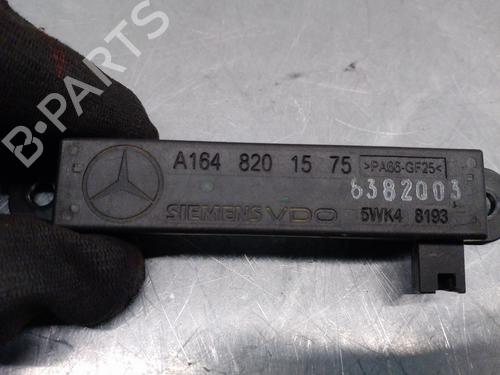 A164 820 15 75 >PA66-GF25<
6382003
SIEMENS VDO 5WK4 8193
B-PARTS